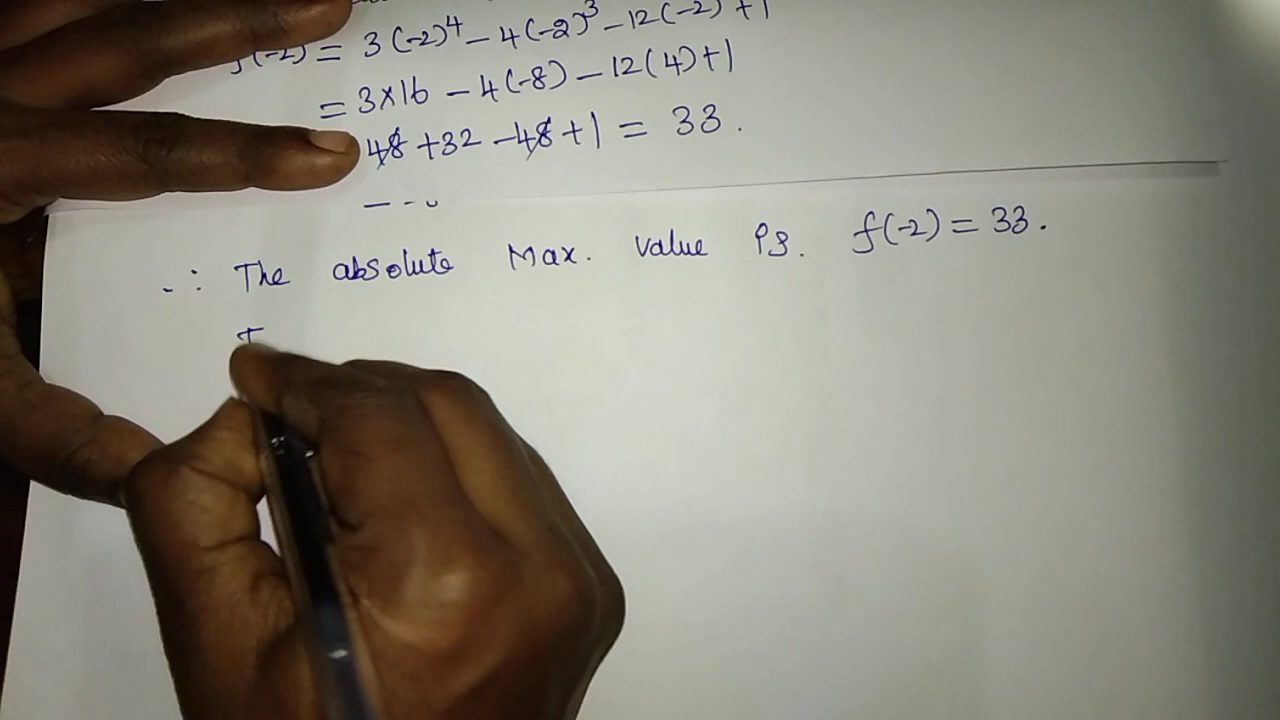 f(-2) = 3(-2)⁴ - 4(-2)³ - 12(-2) + 1
= 3×16 - 4(-8) - 12(4)+1
48 +32 -48 +1 = 33.
∴ The absolute Max. Value is. f(-2) = 33.